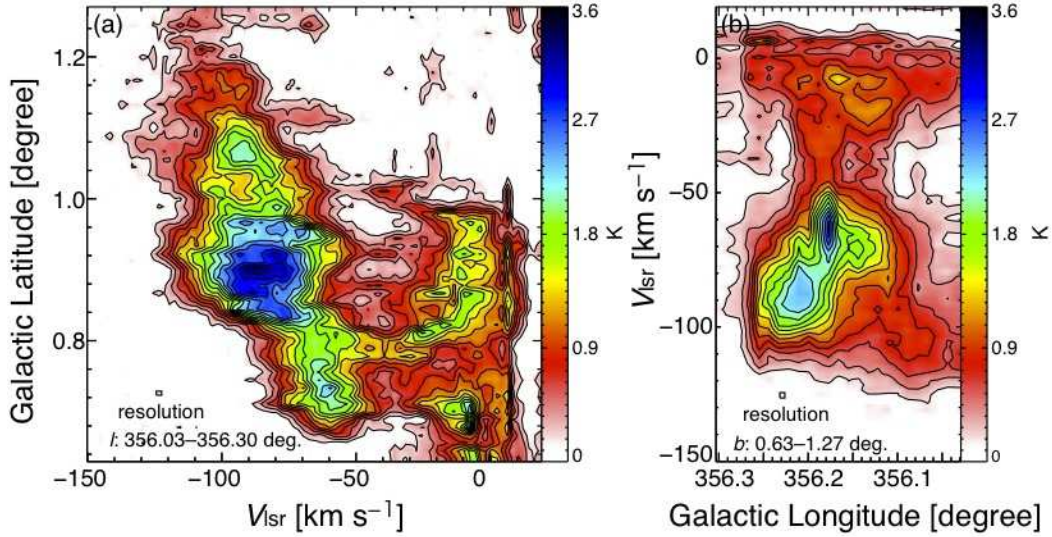 (a)
1.2
1.0
0.8
Galactic Latitude [degree]
resolution
l: 356.03–356.30 deg.
−150
−100
−50
0
Vlsr [km s−1]
3.6
2.7
1.8
0.9
0
K
(b)
0
−50
−100
−150
Vlsr [km s−1]
resolution
b: 0.63–1.27 deg.
356.3
356.2
356.1
Galactic Longitude [degree]
3.6
2.7
1.8
0.9
0
K